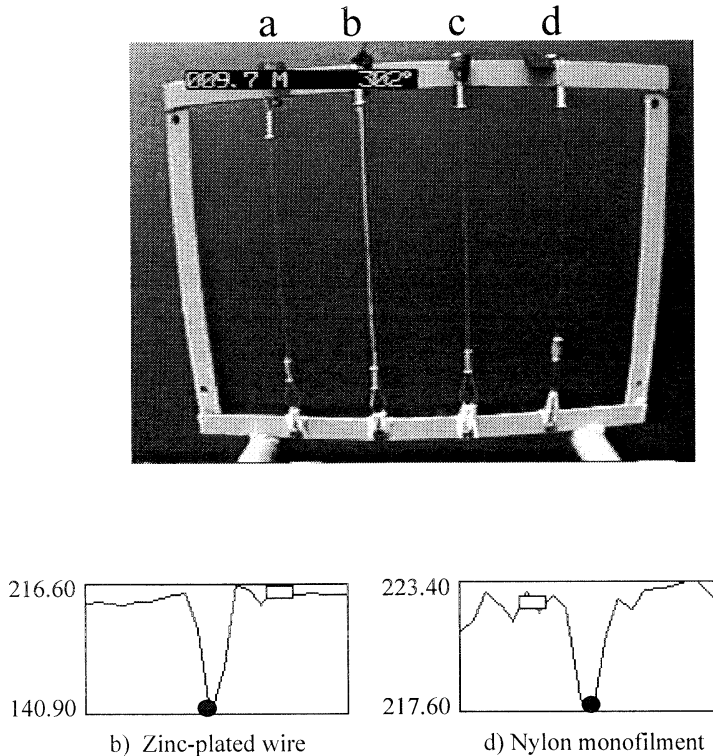 a b c d
009.7 M 302°
216.60 223.40
140.90 217.60
b) Zinc-plated wire d) Nylon monofilment